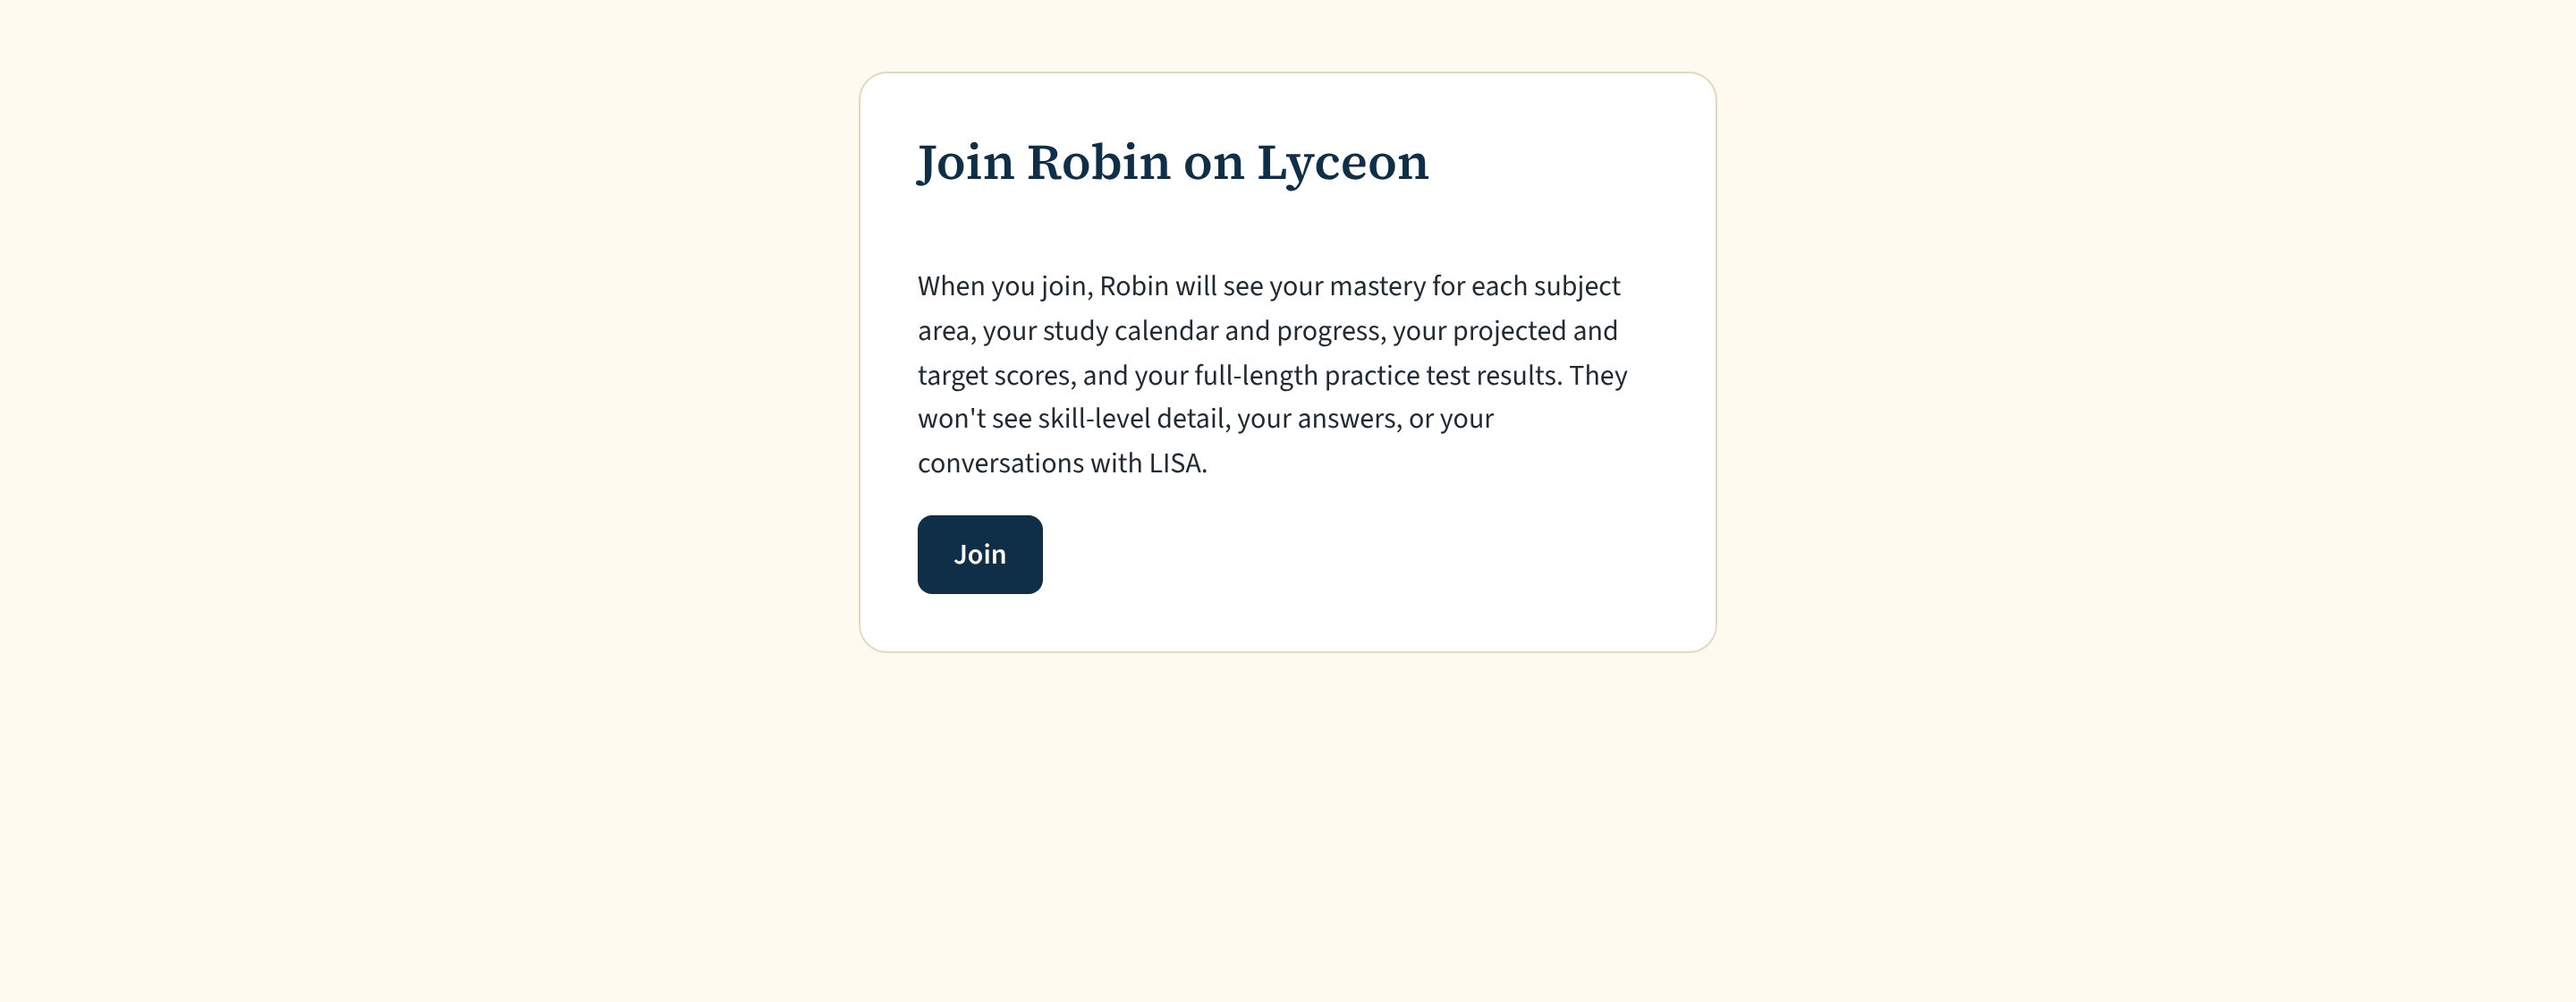 Join Robin on Lyceon
When you join, Robin will see your mastery for each subject
area, your study calendar and progress, your projected and
target scores, and your full-length practice test results. They
won't see skill-level detail, your answers, or your
conversations with LISA.
Join